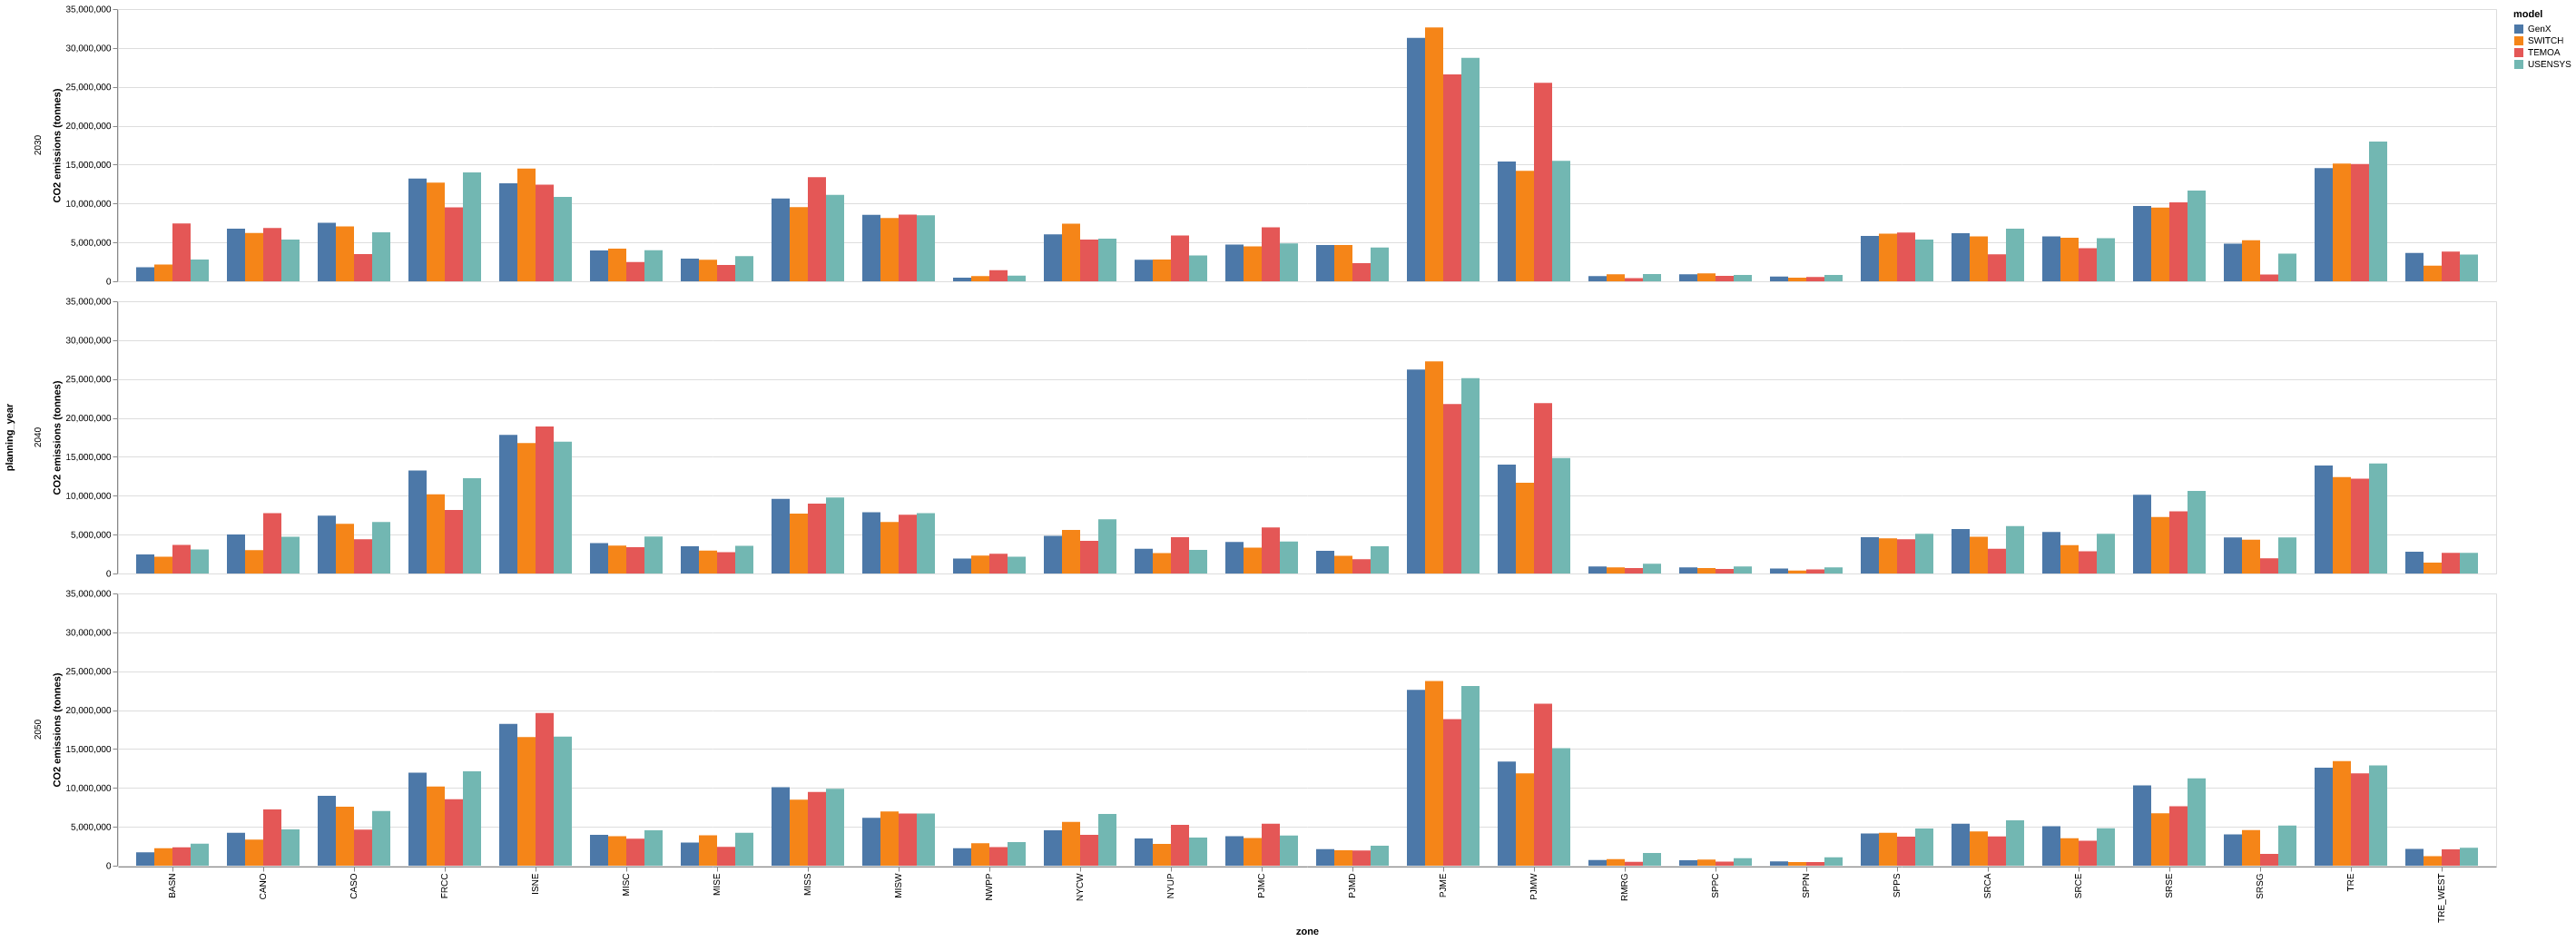 model
GenX
SWITCH
TEMOA
USENSYS
planning_year
2030
CO2 emissions (tonnes)
35,000,000
30,000,000
25,000,000
20,000,000
15,000,000
10,000,000
5,000,000
0
2040
CO2 emissions (tonnes)
35,000,000
30,000,000
25,000,000
20,000,000
15,000,000
10,000,000
5,000,000
0
2050
CO2 emissions (tonnes)
35,000,000
30,000,000
25,000,000
20,000,000
15,000,000
10,000,000
5,000,000
0
BASN
CANO
CASO
FRCC
ISNE
MISC
MISE
MISS
MISW
NWPP
NYCW
NYUP
PJMC
PJMD
PJME
PJMW
RMRG
SPPC
SPPN
SPPS
SRCA
SRCE
SRSE
SRSG
TRE
TRE_WEST
zone